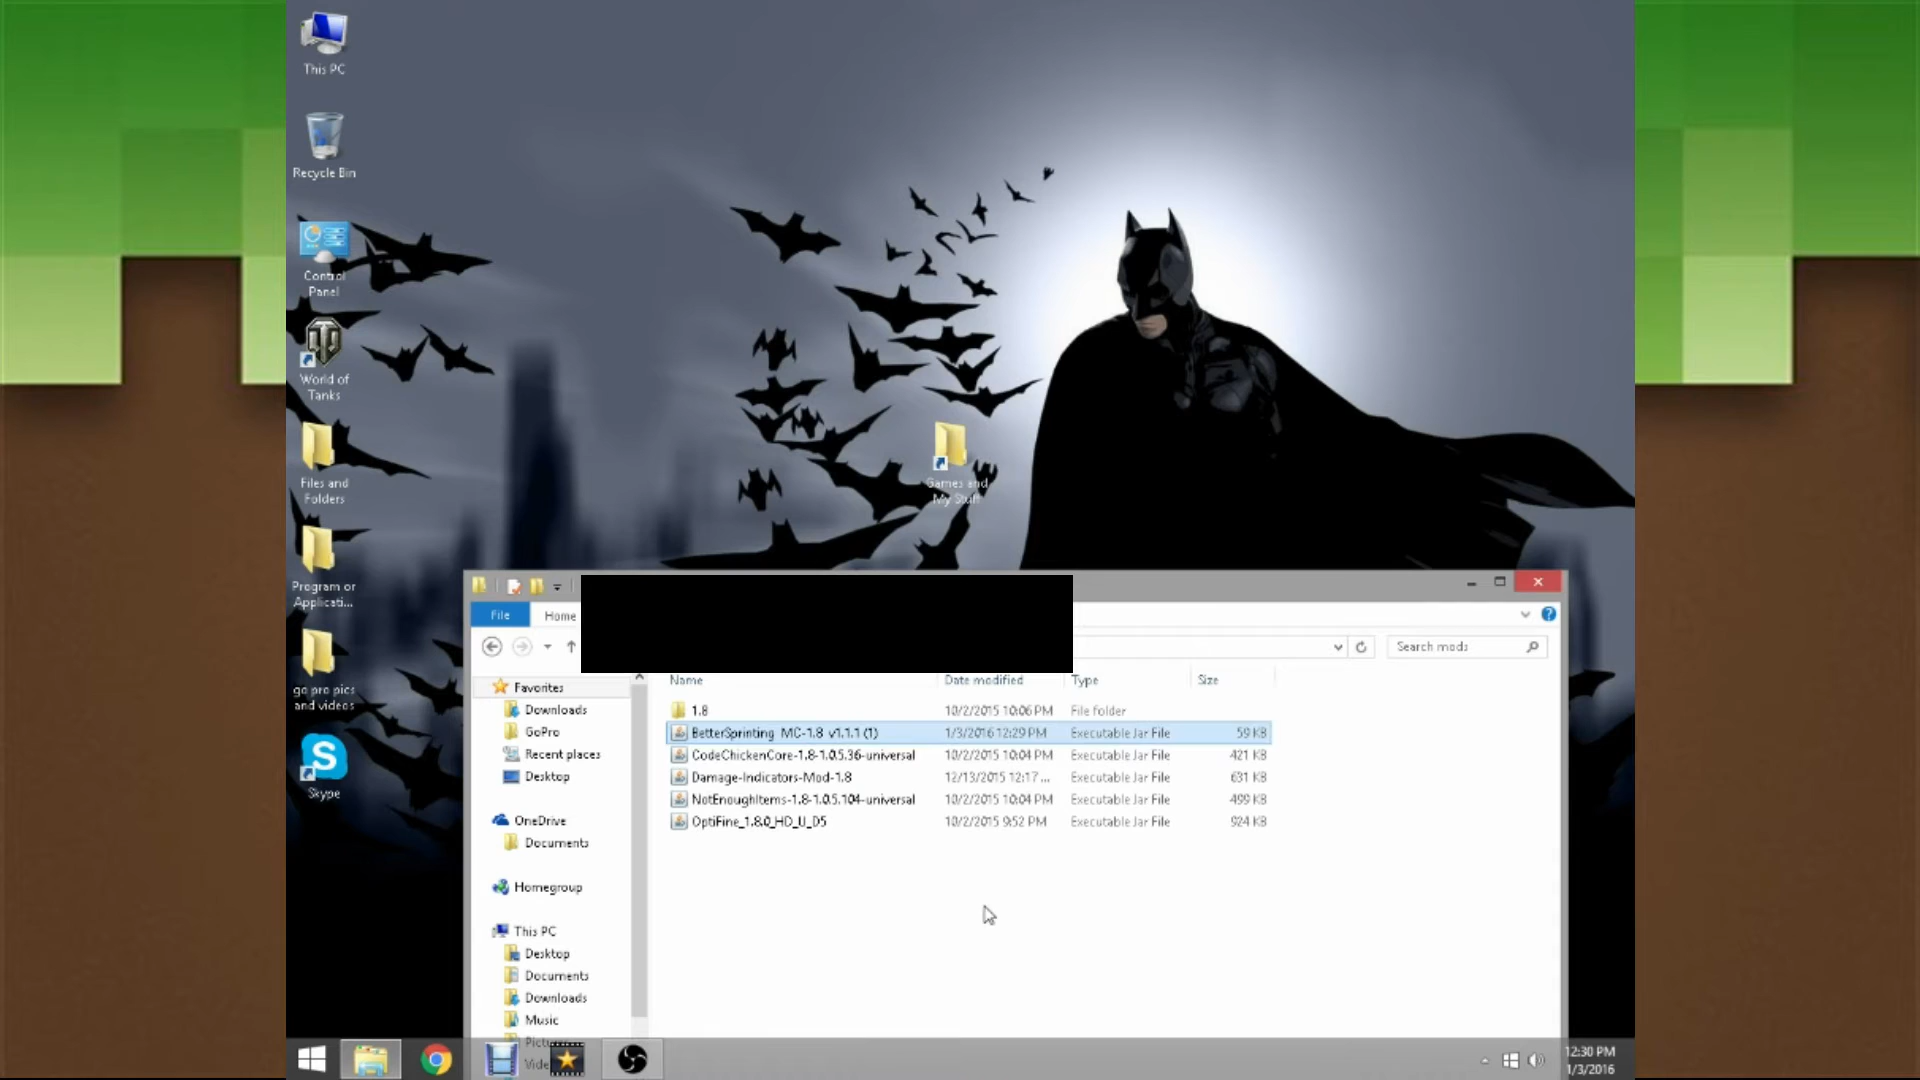 This PC
Recycle Bin
Control
Panel
World of
Tanks
Files and
Folders
Program or
Applicati...
go pro pics
and videos
Skype
Games and
My Stuff
File
Home
Search mods
Favorites
Downloads
GoPro
Recent places
Desktop
OneDrive
Documents
Homegroup
This PC
Desktop
Documents
Downloads
Music
Name Date modified Type Size
1.8 10/2/2015 10:06 PM File folder
BetterSprinting MC-1.8 v1.1.1 (1) 1/3/2016 12:29 PM Executable Jar File 59 KB
CodeChickenCore-1.8-1.0.5.36-universal 10/2/2015 10:04 PM Executable Jar File 421 KB
Damage-Indicators-Mod-1.8 12/13/2015 12:17 ... Executable Jar File 631 KB
NotEnoughItems-1.8-1.0.5.104-universal 10/2/2015 10:04 PM Executable Jar File 499 KB
OptiFine_1.8.0_HD_U_D5 10/2/2015 9:52 PM Executable Jar File 924 KB
12:30 PM
1/3/2016